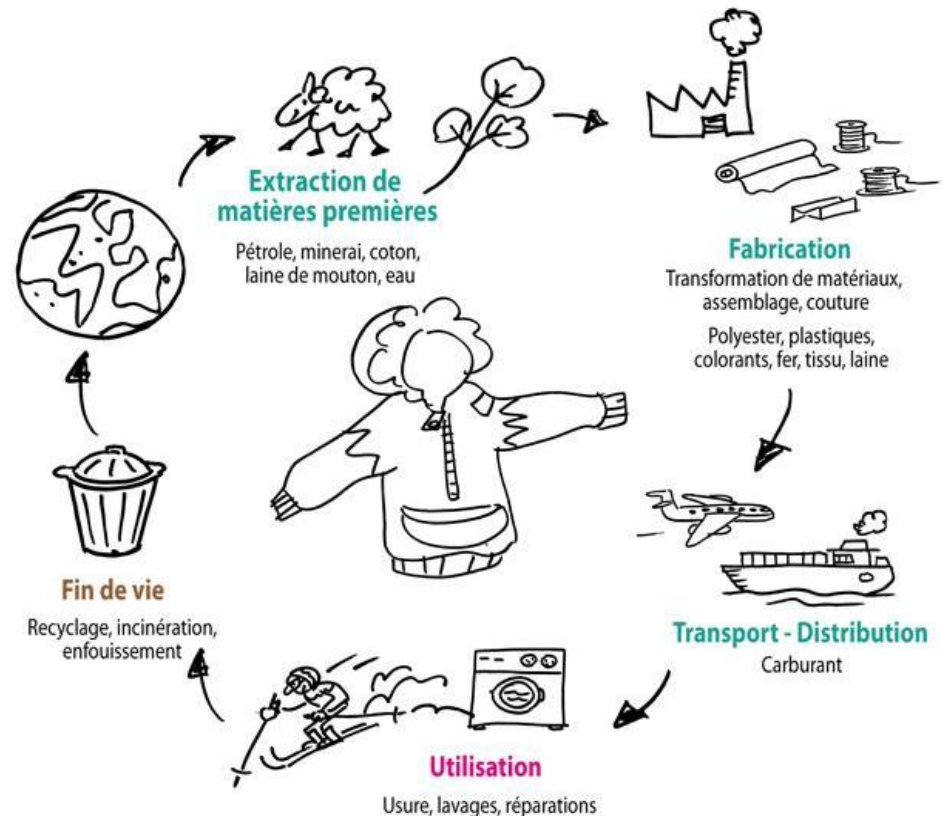 Extraction de
matières premières
Pétrole, minerai, coton,
laine de mouton, eau
Fabrication
Transformation de matériaux,
assemblage, couture
Polyester, plastiques,
colorants, fer, tissu, laine
Transport - Distribution
Carburant
Utilisation
Usure, lavages, réparations
Fin de vie
Recyclage, incinération,
enfouissement